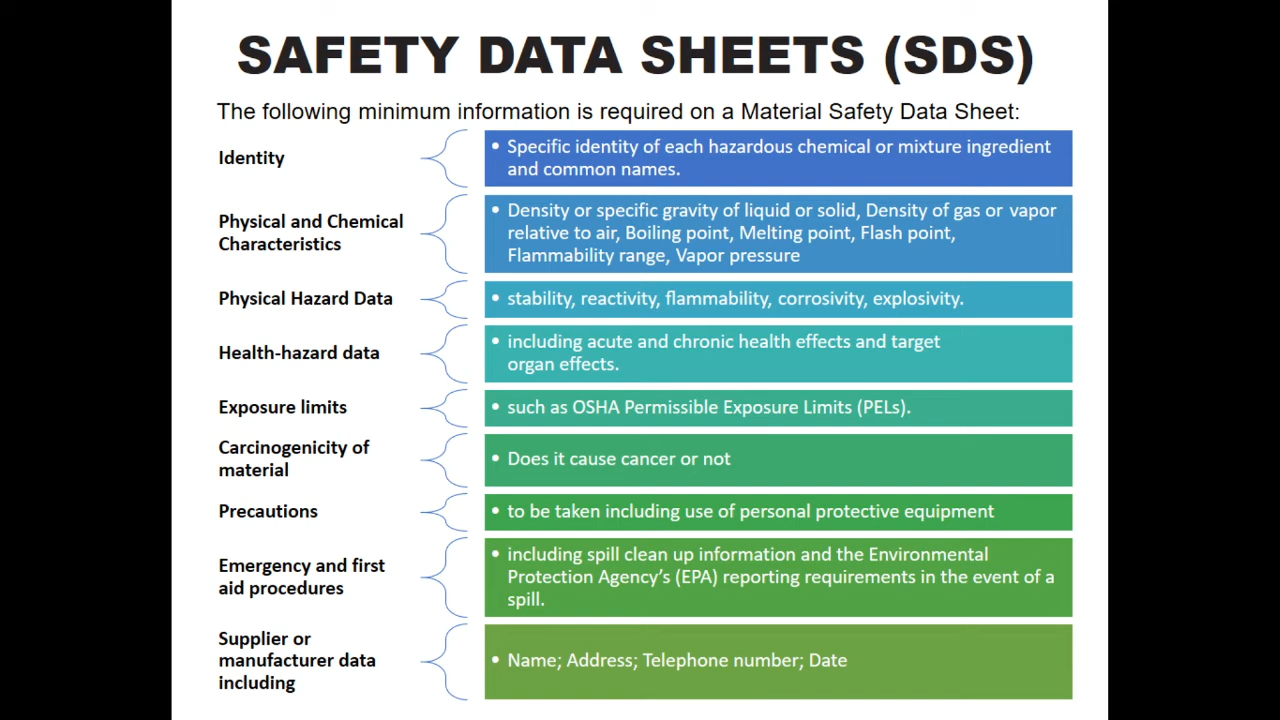 SAFETY DATA SHEETS (SDS)
The following minimum information is required on a Material Safety Data Sheet:
Identity
• Specific identity of each hazardous chemical or mixture ingredient
and common names.
Physical and Chemical
Characteristics
• Density or specific gravity of liquid or solid, Density of gas or vapor
relative to air, Boiling point, Melting point, Flash point,
Flammability range, Vapor pressure
Physical Hazard Data
• stability, reactivity, flammability, corrosivity, explosivity.
Health-hazard data
• including acute and chronic health effects and target
organ effects.
Exposure limits
• such as OSHA Permissible Exposure Limits (PELs).
Carcinogenicity of
material
• Does it cause cancer or not
Precautions
• to be taken including use of personal protective equipment
Emergency and first
aid procedures
• including spill clean up information and the Environmental
Protection Agency’s (EPA) reporting requirements in the event of a
spill.
Supplier or
manufacturer data
including
• Name; Address; Telephone number; Date